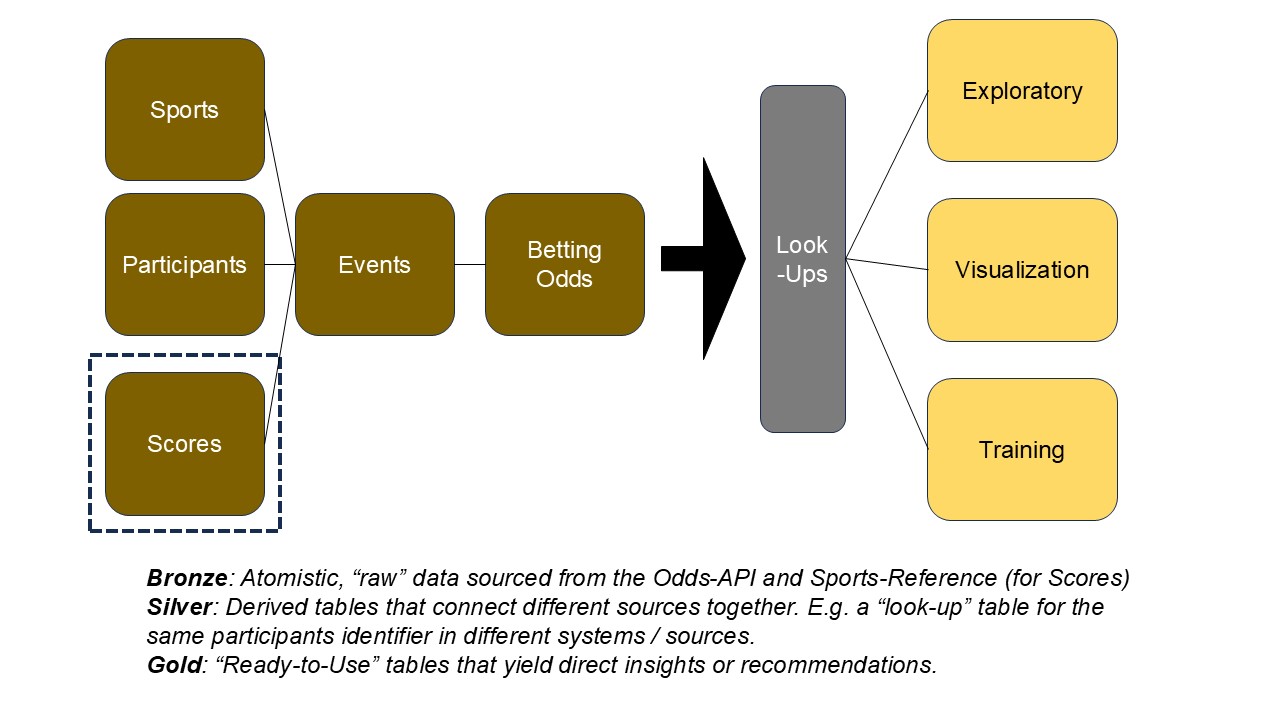 Sports
Participants
Scores
Events
Betting
Odds
Look
-Ups
Exploratory
Visualization
Training
Bronze: Atomistic, “raw” data sourced from the Odds-API and Sports-Reference (for Scores)
Silver: Derived tables that connect different sources together. E.g. a “look-up” table for the
same participants identifier in different systems / sources.
Gold: “Ready-to-Use” tables that yield direct insights or recommendations.